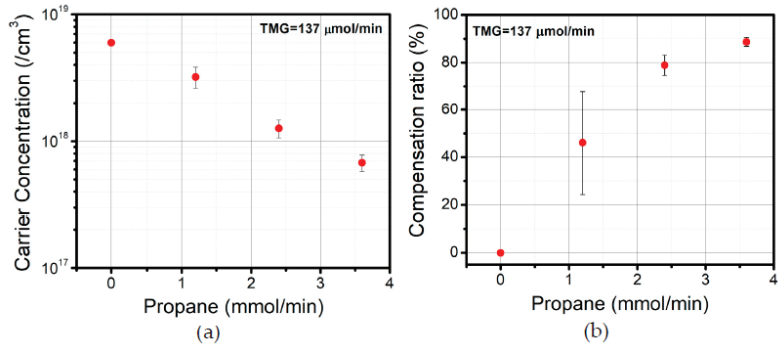 TMG=137 μmol/min
Carrier Concentration (/cm³)
10¹⁹
10¹⁸
10¹⁷
0 1 2 3 4
Propane (mmol/min)
(a)
TMG=137 μmol/min
Compensation ratio (%)
100
80
60
40
20
0
0 1 2 3 4
Propane (mmol/min)
(b)